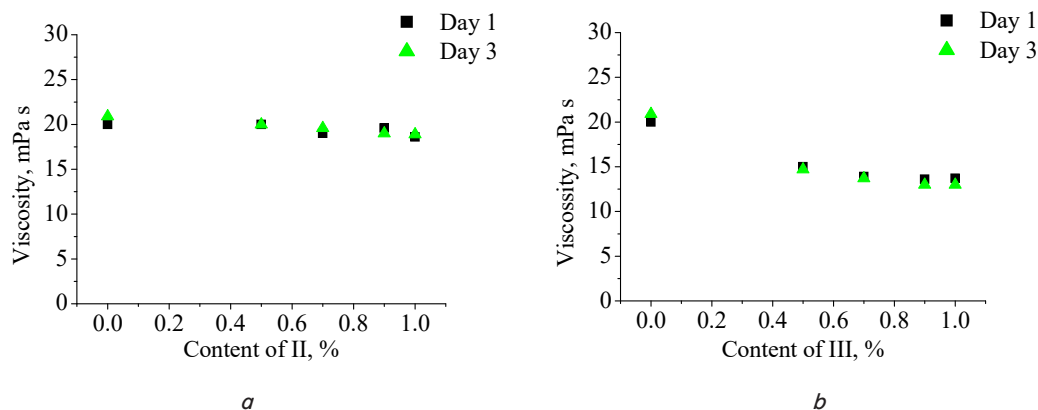 Day 1
Day 3
30
25
20
15
10
5
0
Viscosity, mPa s
0.0 0.2 0.4 0.6 0.8 1.0
Content of II, %
a
Day 1
Day 3
30
25
20
15
10
5
0
Viscossity, mPa s
0.0 0.2 0.4 0.6 0.8 1.0
Content of III, %
b